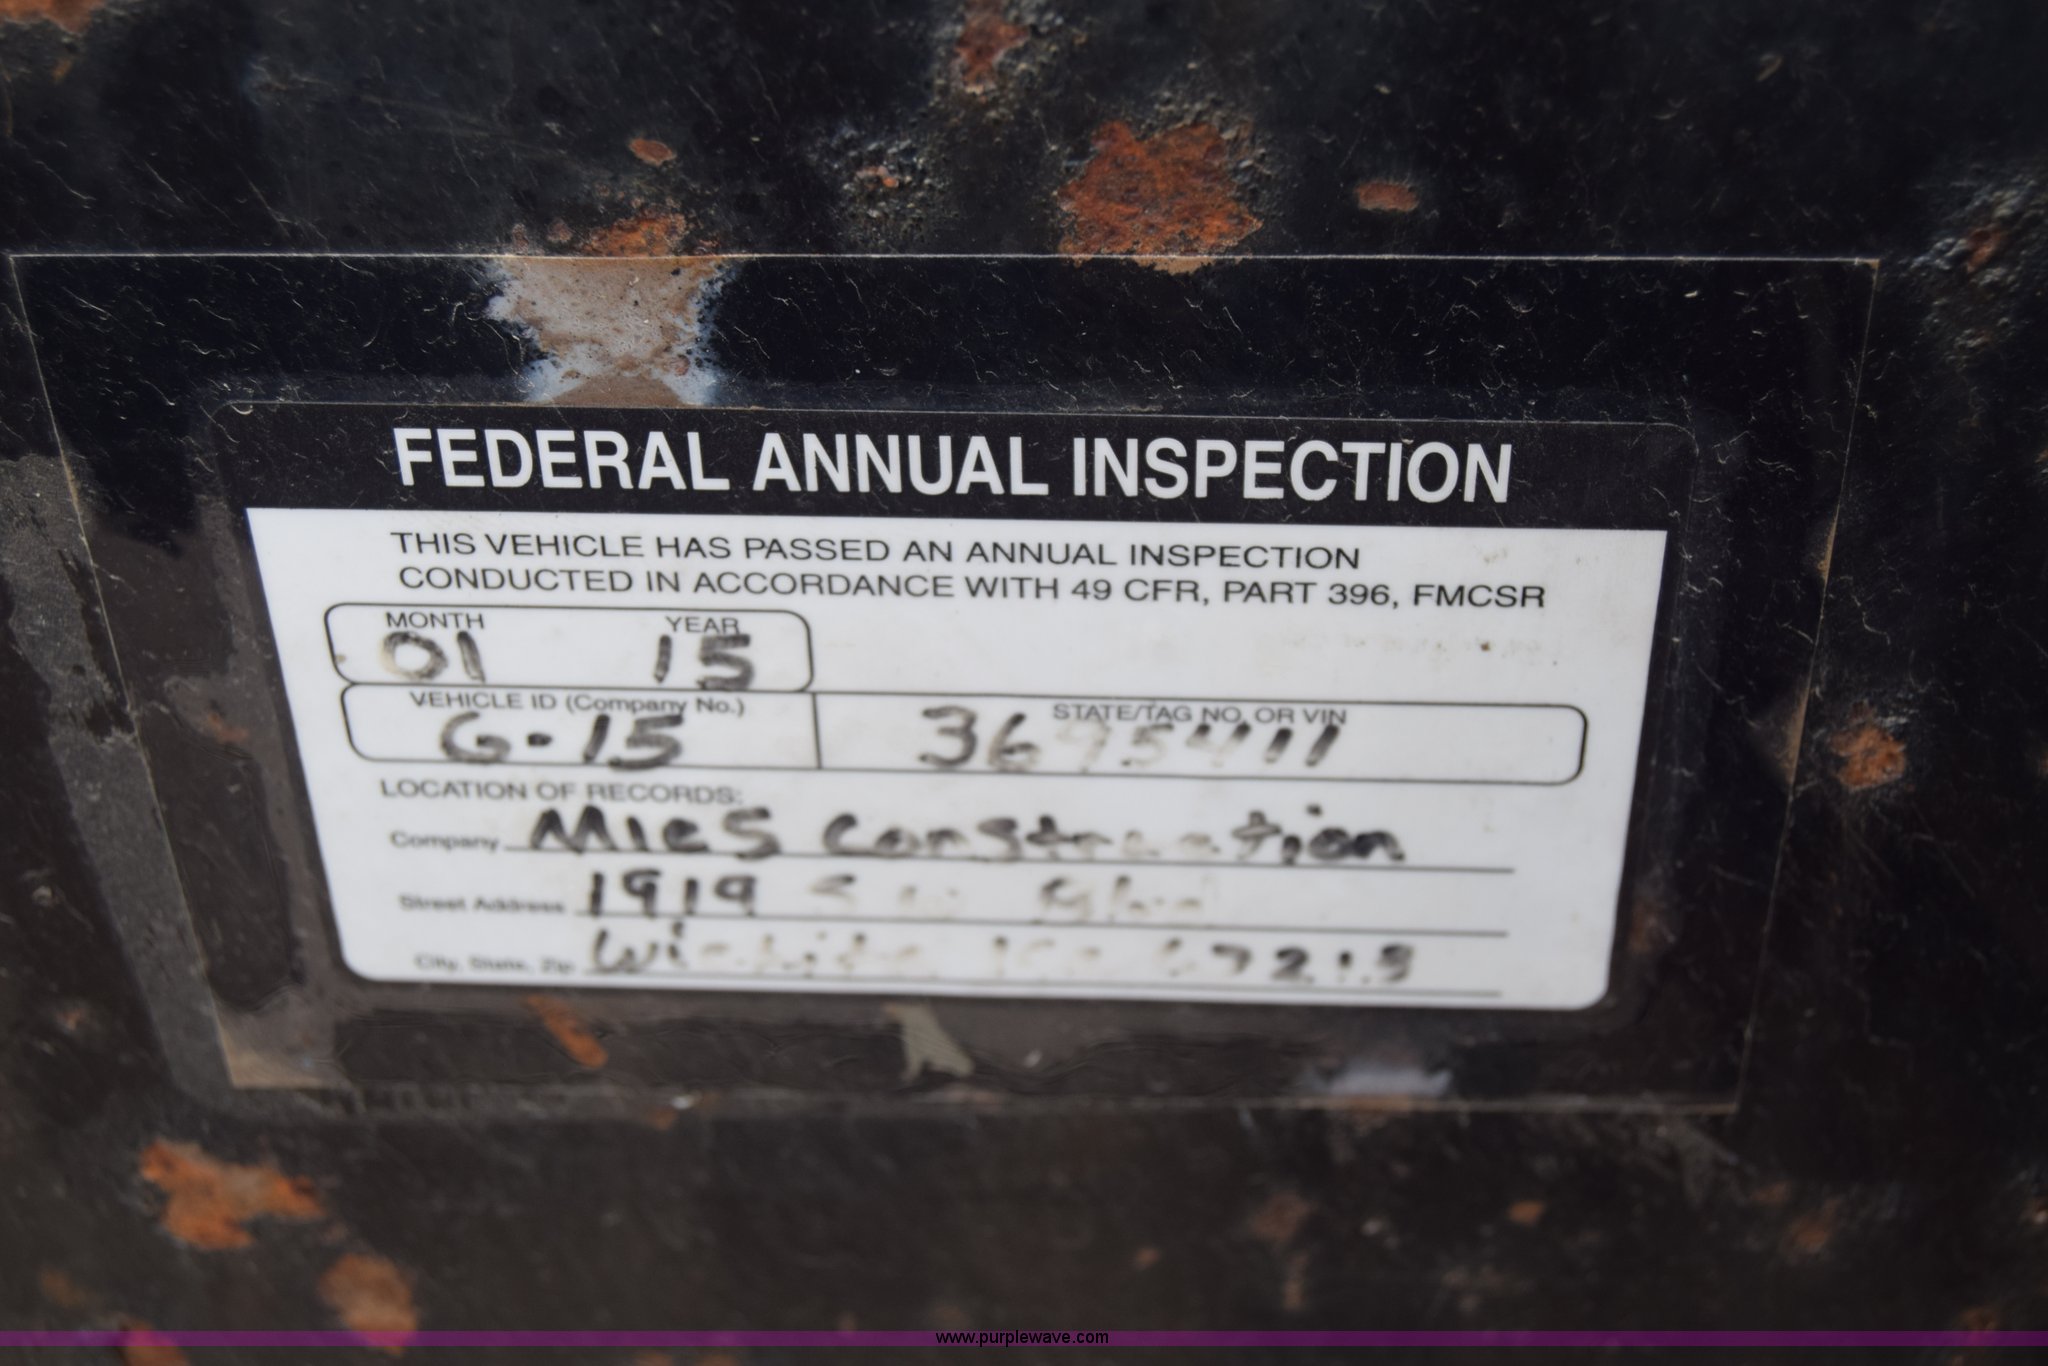 FEDERAL ANNUAL INSPECTION
THIS VEHICLE HAS PASSED AN ANNUAL INSPECTION
CONDUCTED IN ACCORDANCE WITH 49 CFR, PART 396, FMCSR
MONTH YEAR
01 15
VEHICLE ID (Company No.) STATE/TAG NO. OR VIN
G-15 3695411
LOCATION OF RECORDS:
Company Mies Construction
Street Address 1919
City, State, Zip Wichita 67213
www.purplewave.com